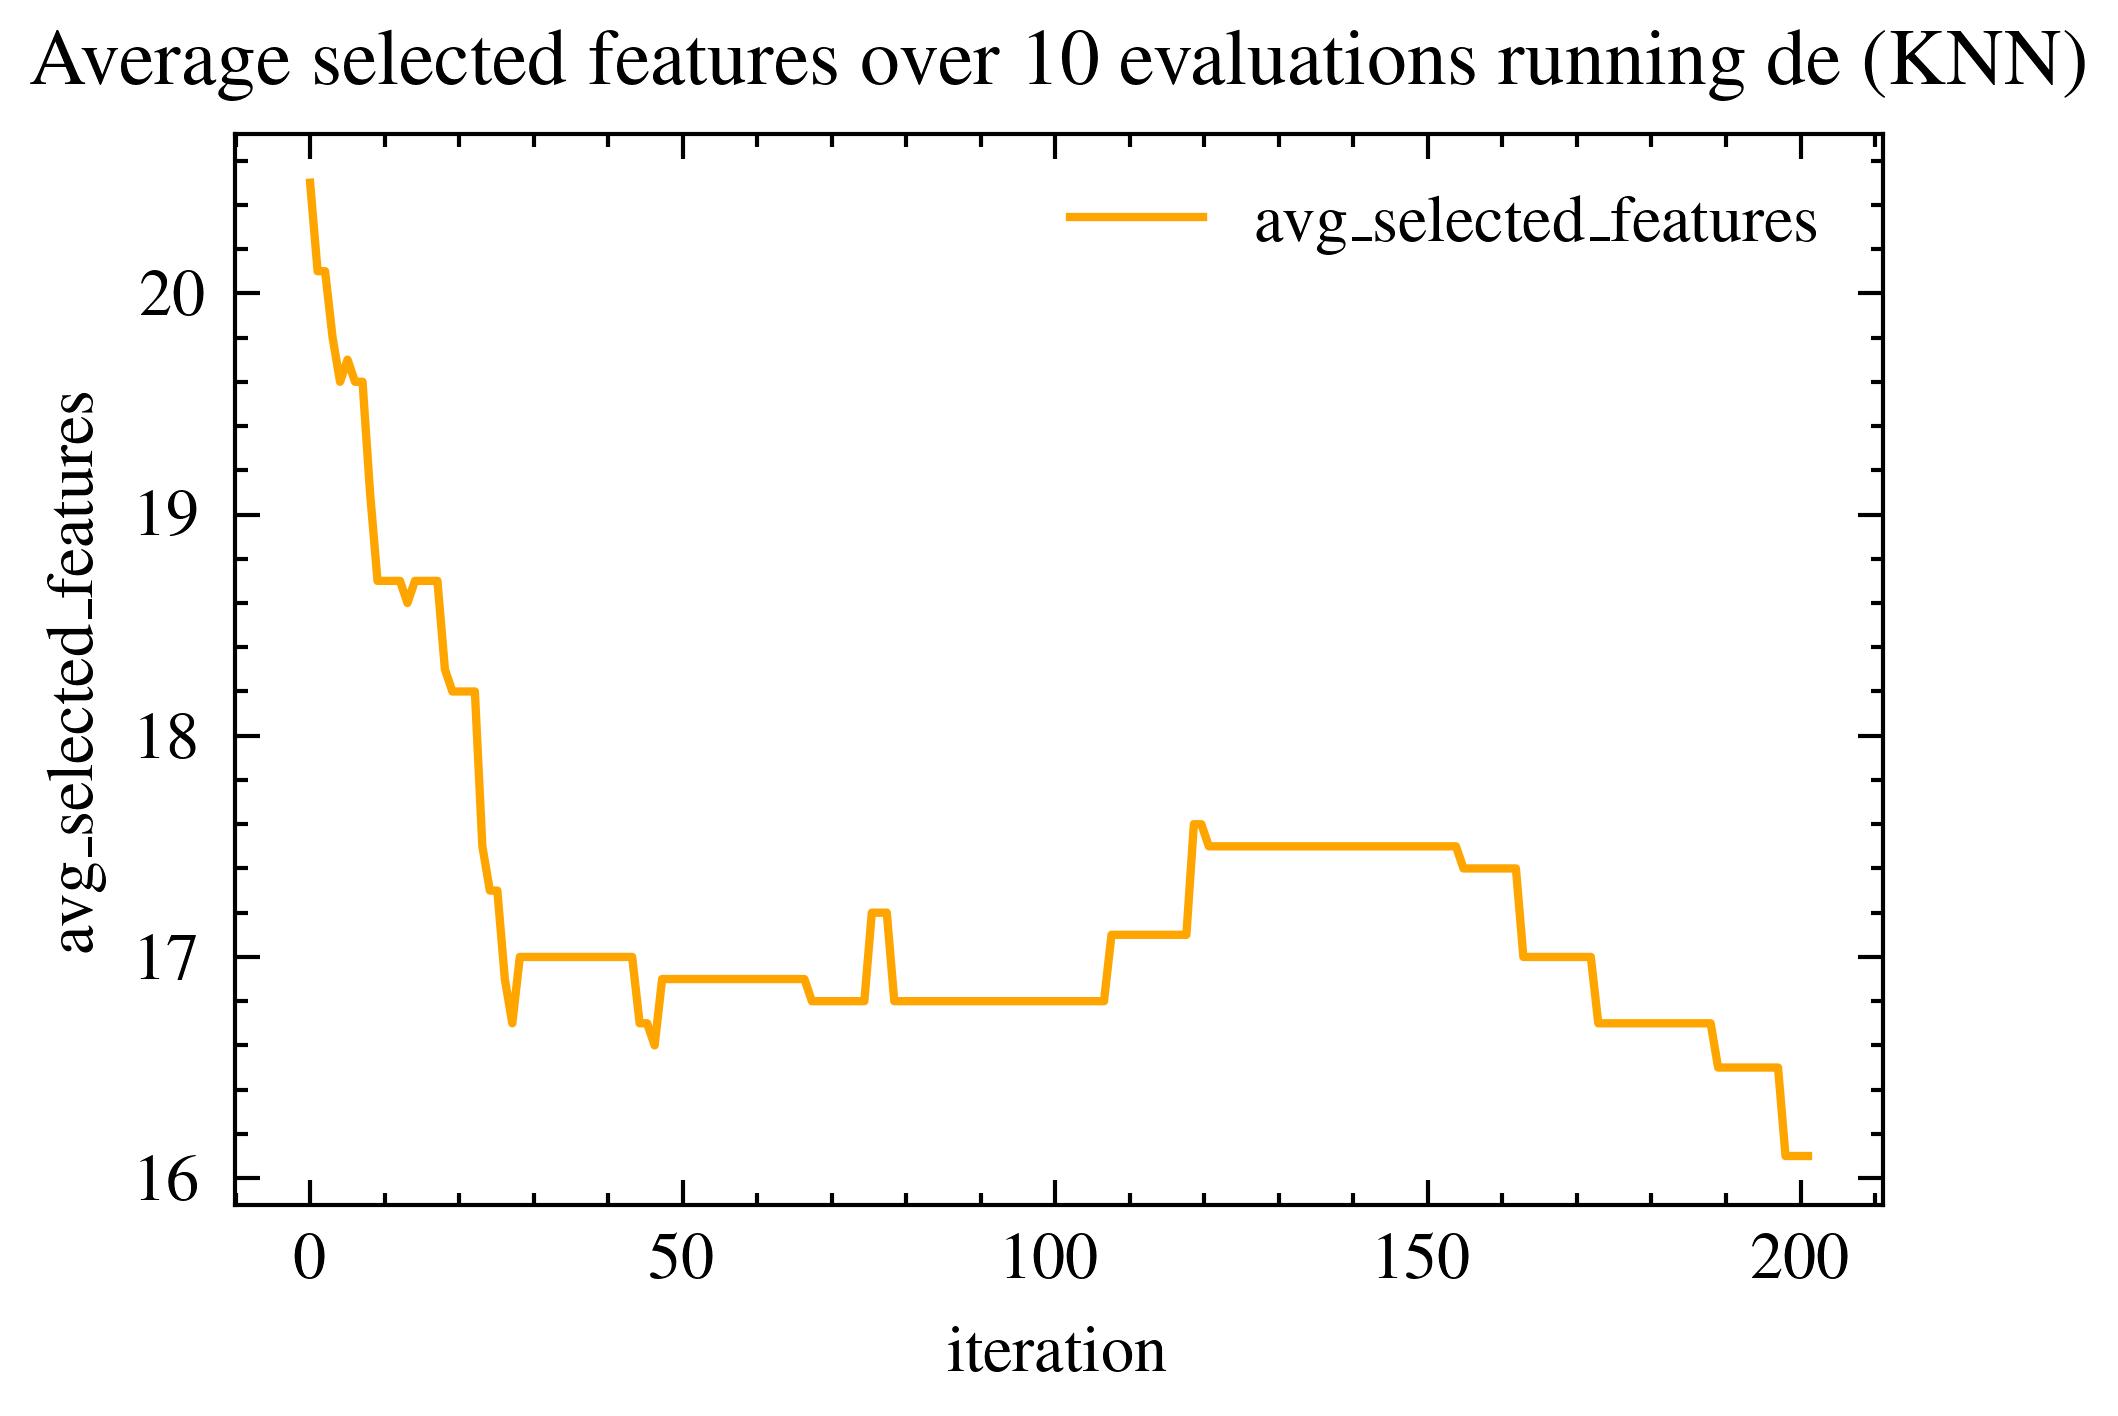 Average selected features over 10 evaluations running de (KNN)
avg_selected_features
20
19
18
17
16
avg_selected_features
0 50 100 150 200
iteration